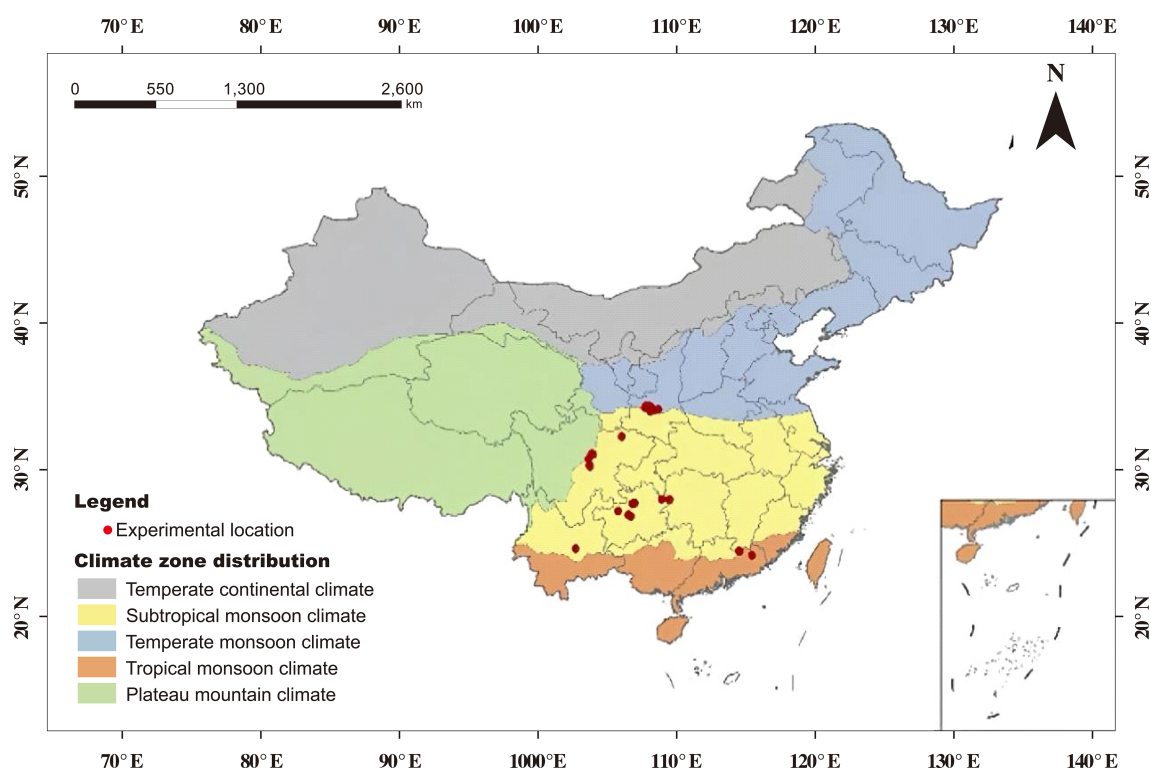 70° E 80° E 90° E 100° E 110° E 120° E 130° E 140° E
0 550 1,300 2,600
km
N
50° N 50° N
40° N 40° N
30° N 30° N
20° N 20° N
Legend
Experimental location
Climate zone distribution
Temperate continental climate
Subtropical monsoon climate
Temperate monsoon climate
Tropical monsoon climate
Plateau mountain climate
70° E 80° E 90° E 1000° E 110° E 120° E 130° E 140° E